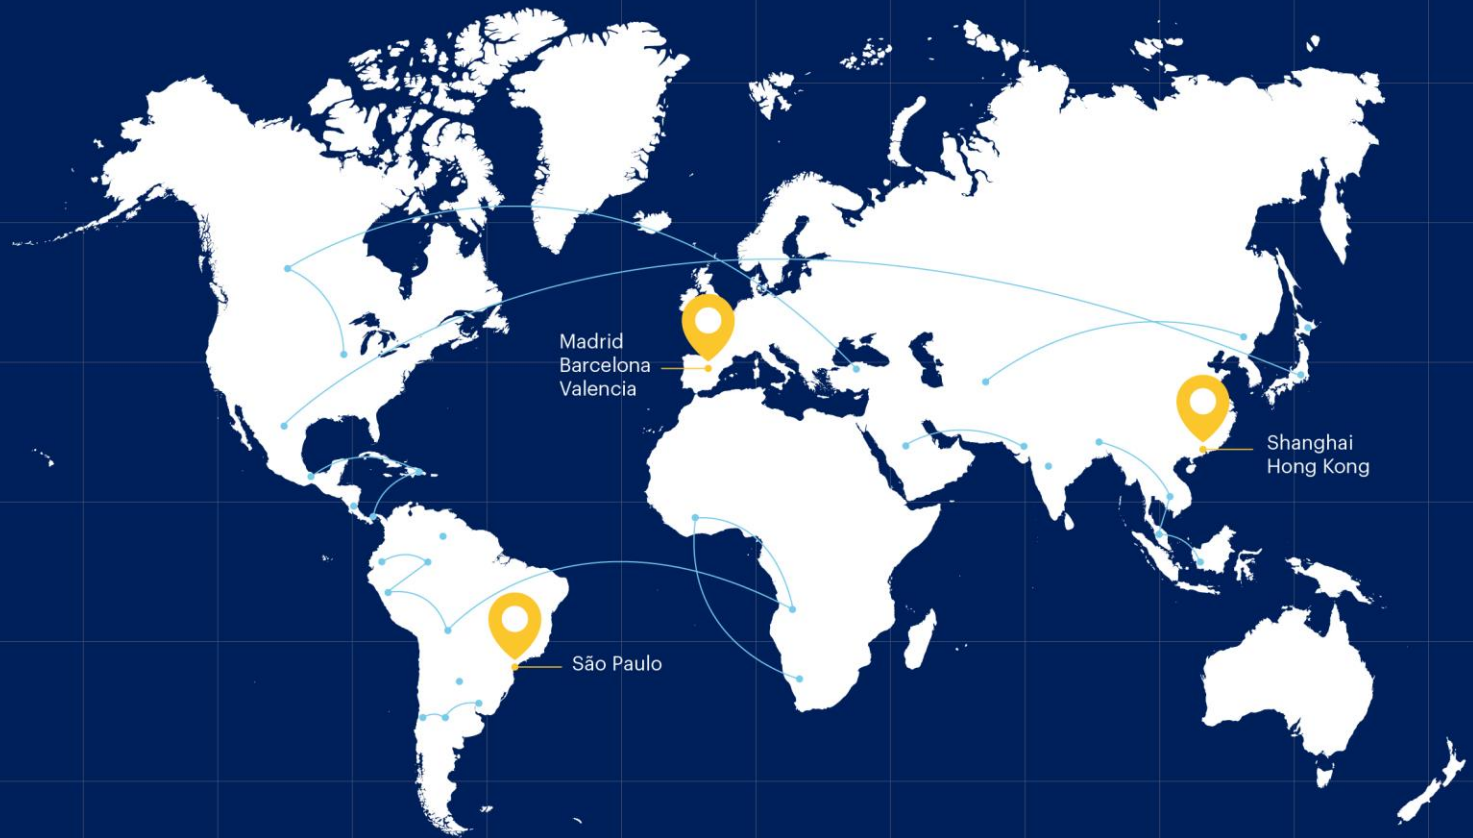 Madrid
Barcelona
Valencia
Shanghai
Hong Kong
São Paulo